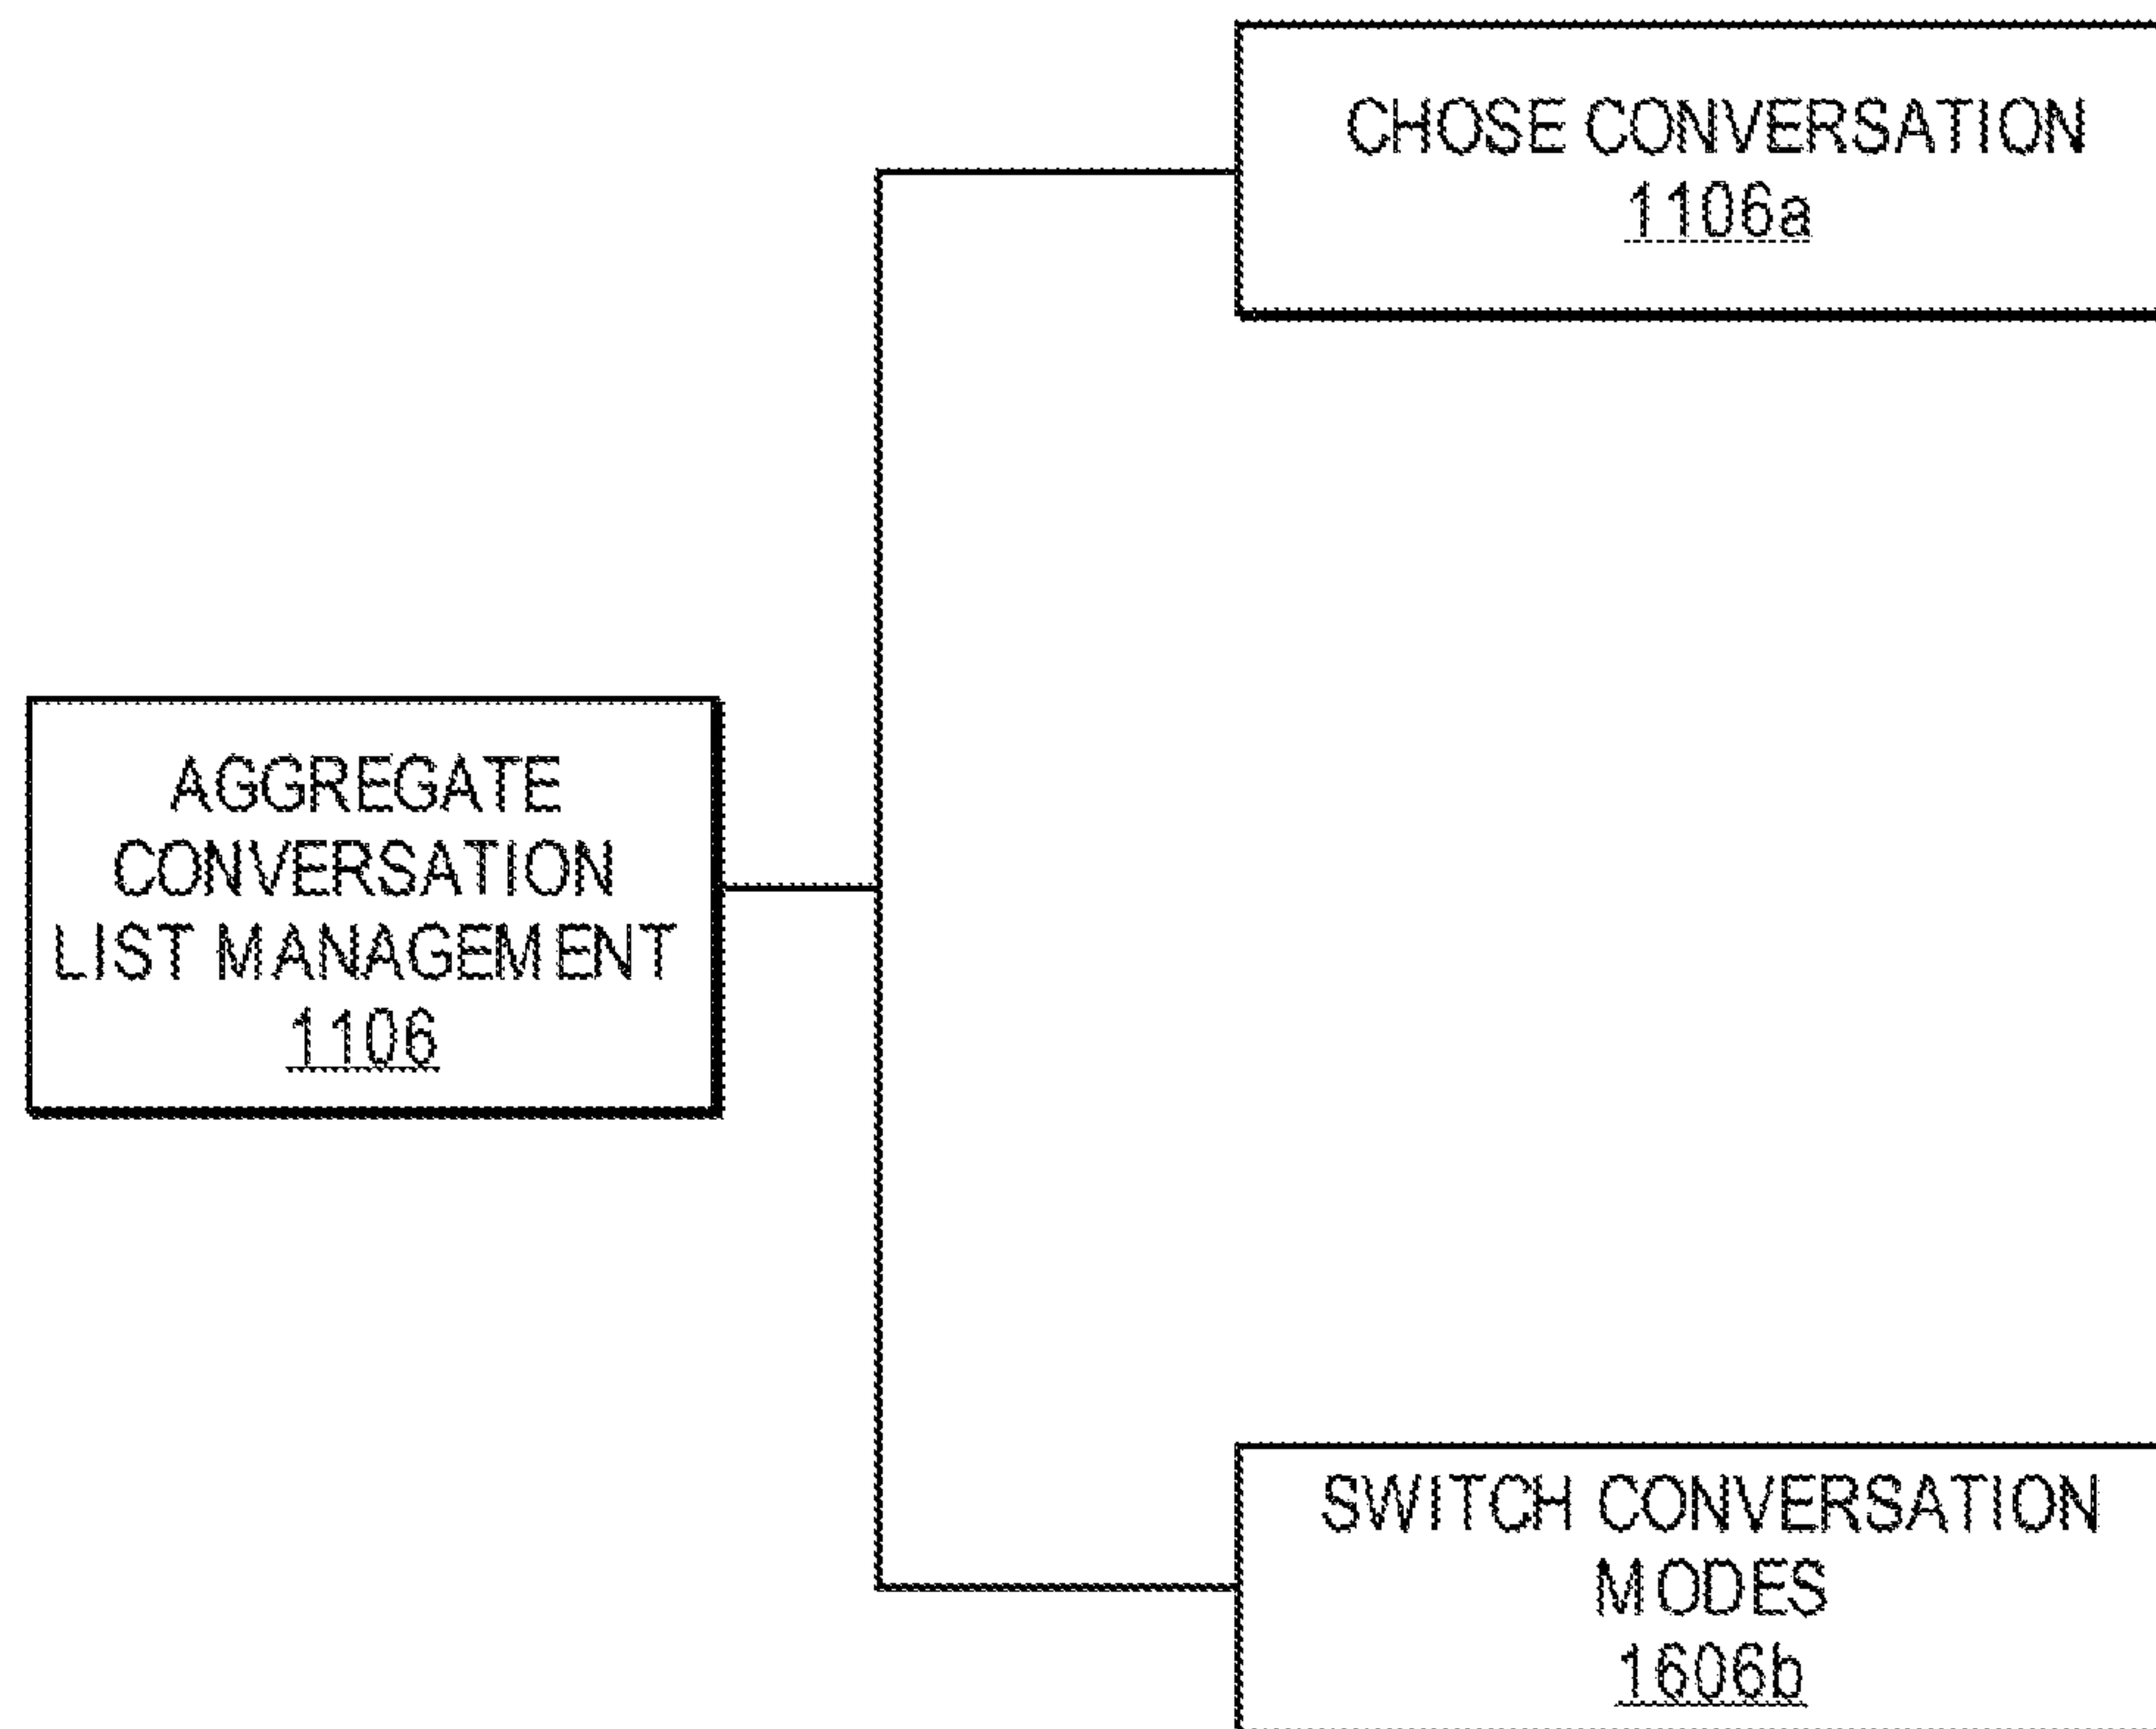 CHOSE CONVERSATION
1106a
AGGREGATE
CONVERSATION
LIST MANAGEMENT
1106
SWITCH CONVERSATION
MODES
1606b